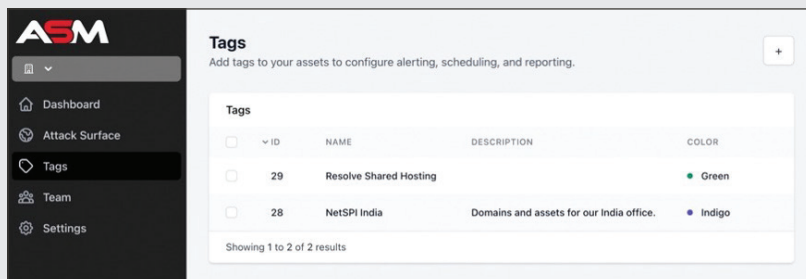 ASM
Dashboard
Attack Surface
Tags
Team
Settings
Tags
Add tags to your assets to configure alerting, scheduling, and reporting.
+
Tags
ID NAME DESCRIPTION COLOR
29 Resolve Shared Hosting Green
28 NetSPI India Domains and assets for our India office. Indigo
Showing 1 to 2 of 2 results